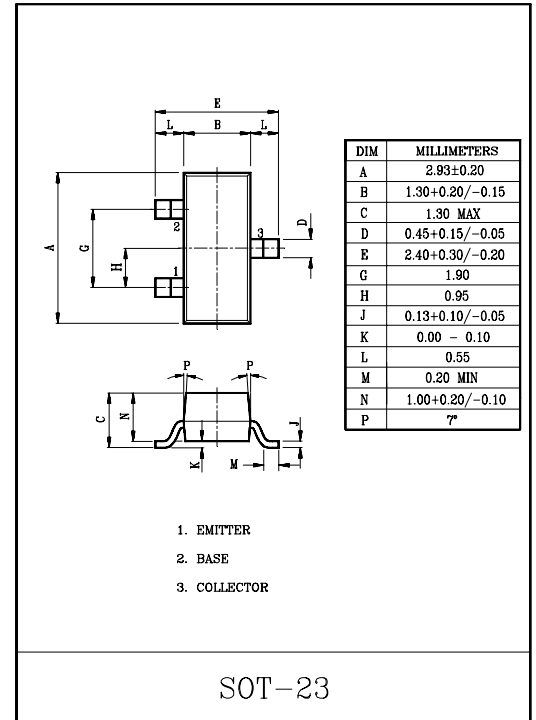 E
L B L
A
G
H
2
1
3
D
DIM MILLIMETERS
A 2.93±0.20
B 1.30+0.20/−0.15
C 1.30 MAX
D 0.45+0.15/−0.05
E 2.40+0.30/−0.20
G 1.90
H 0.95
J 0.13+0.10/−0.05
K 0.00 − 0.10
L 0.55
M 0.20 MIN
N 1.00+0.20/−0.10
P 7°
P P
C
N
J
K
M
1. EMITTER
2. BASE
3. COLLECTOR
SOT−23